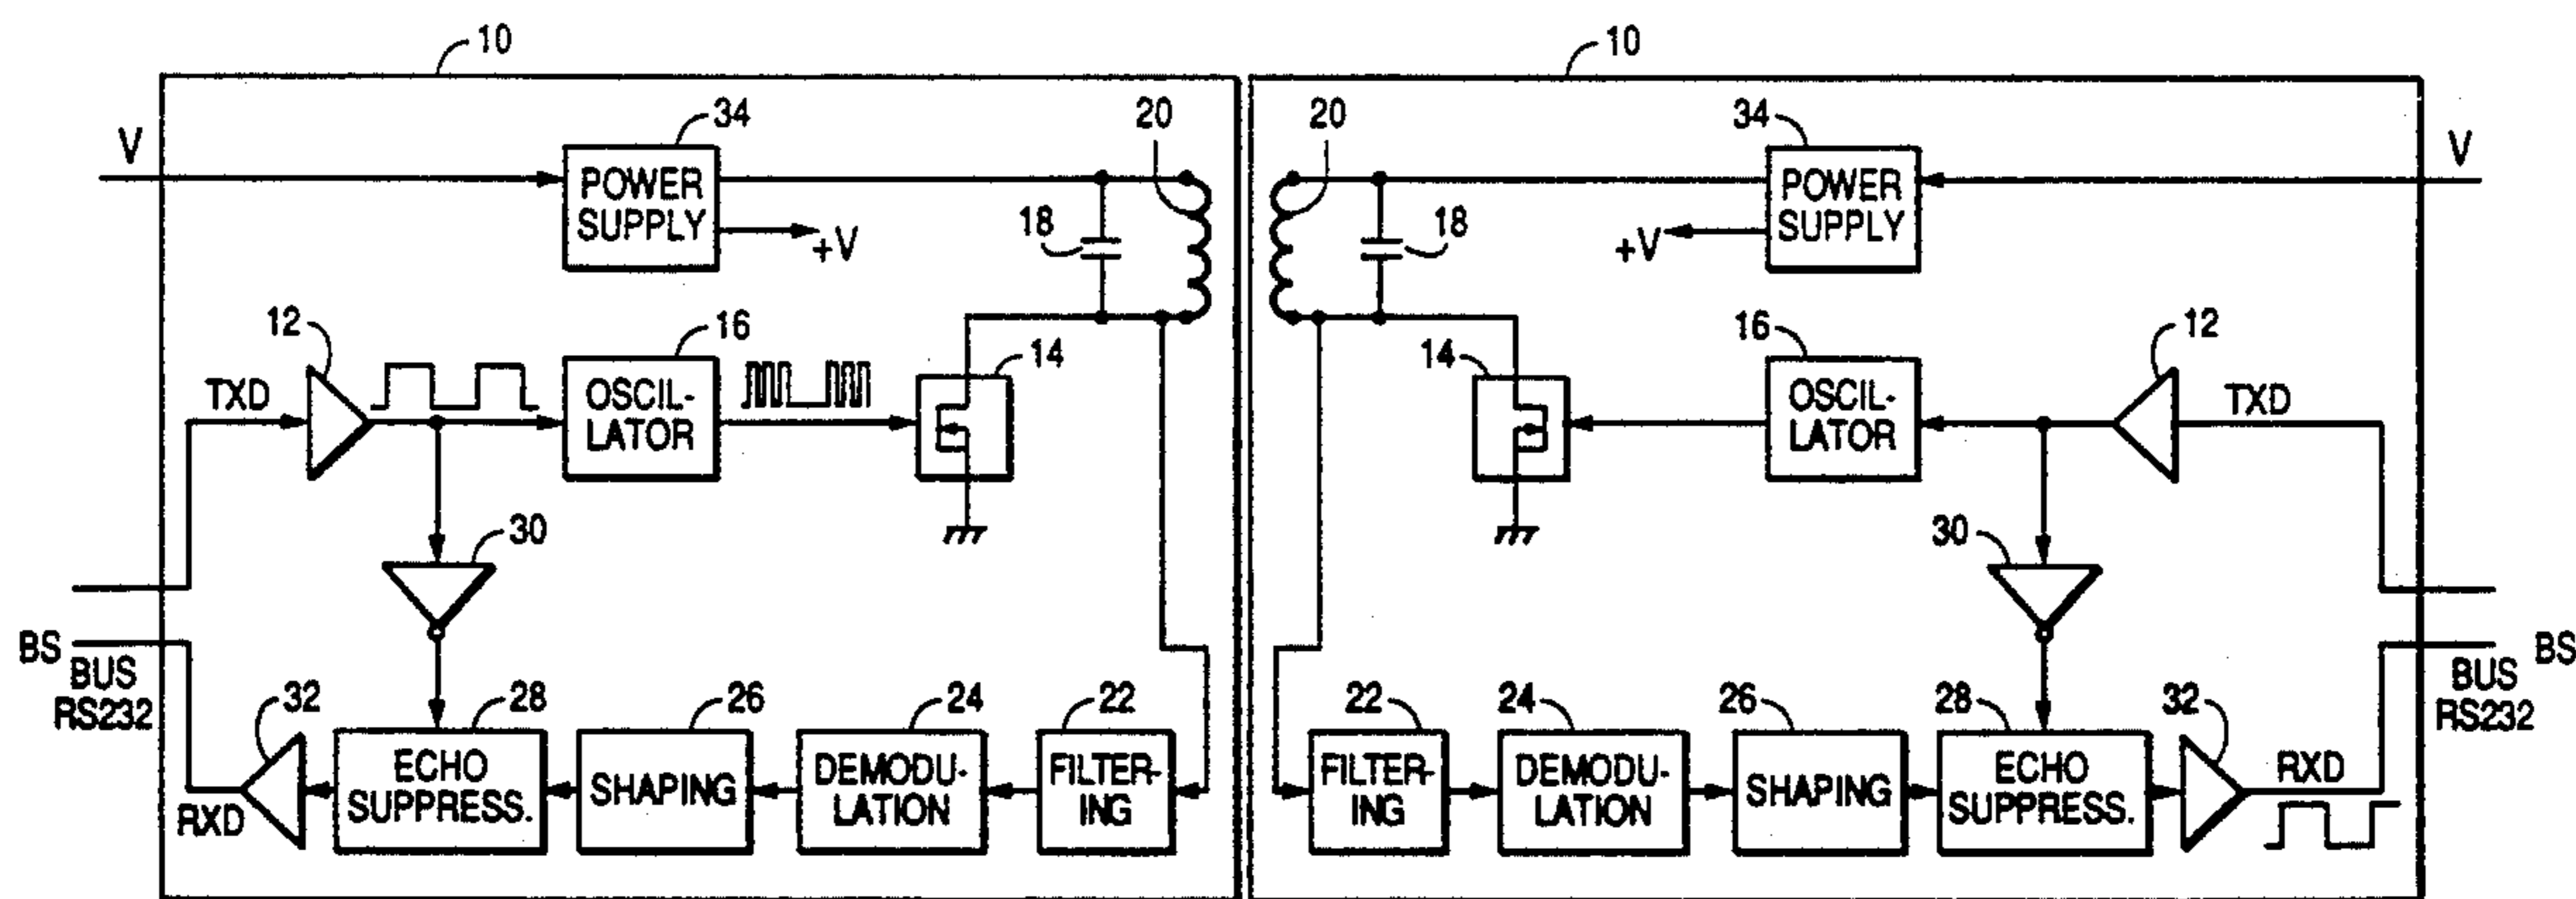 10
10
V
34
POWER
SUPPLY
+V
18
20
20
18
34
POWER
SUPPLY
+V
V
12
TXD
16
OSCIL-
LATOR
14
14
16
OSCIL-
LATOR
12
TXD
30
30
BS
BUS
RS232
RXD
32
28
ECHO
SUPPRESS.
26
SHAPING
24
DEMODU-
LATION
22
FILTER-
ING
22
FILTER-
ING
24
DEMODU-
LATION
26
SHAPING
28
ECHO
SUPPRESS.
32
RXD
BUS
RS232
BS